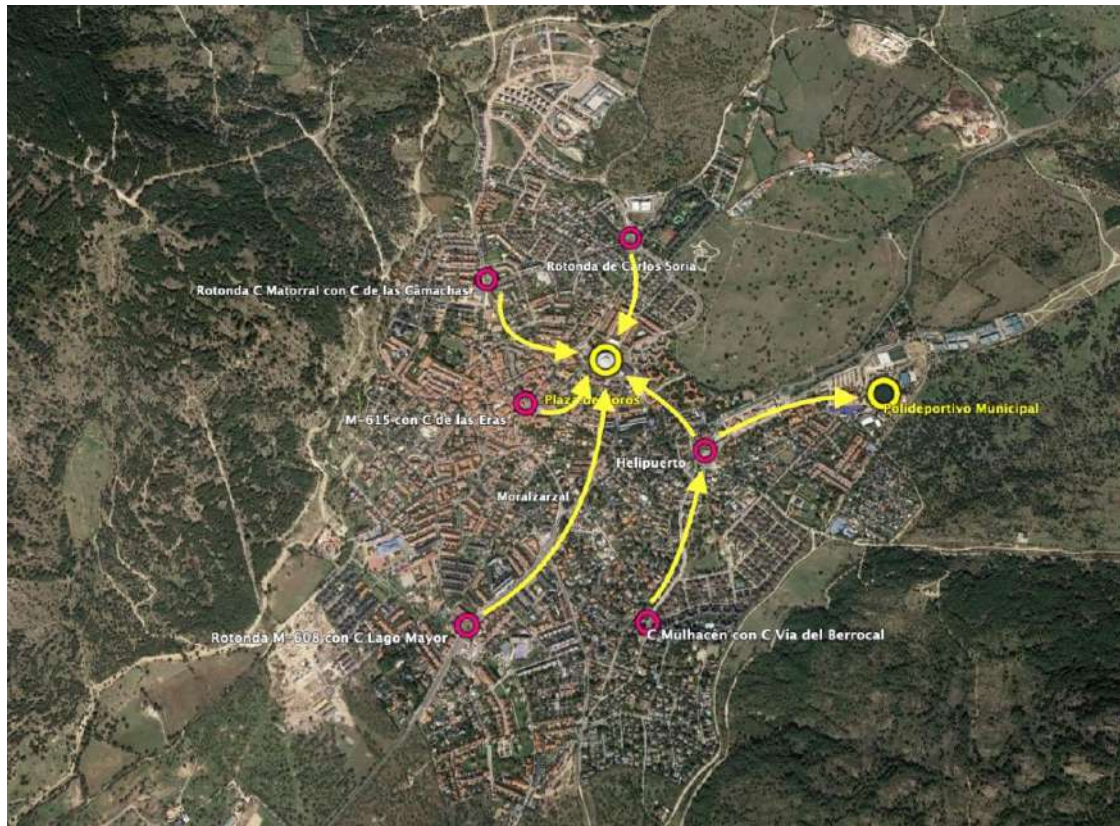 Rotonda de Carlos Soria
Rotonda C Matorral con C de las Gamachas
Plaza de Toros
Polideportivo Municipal
M-615 con C de las Eras
Helipuerto
Moralzarzal
Rotonda M-608 con C Lago Mayor
C Mulhacén con C Vía del Berrocal